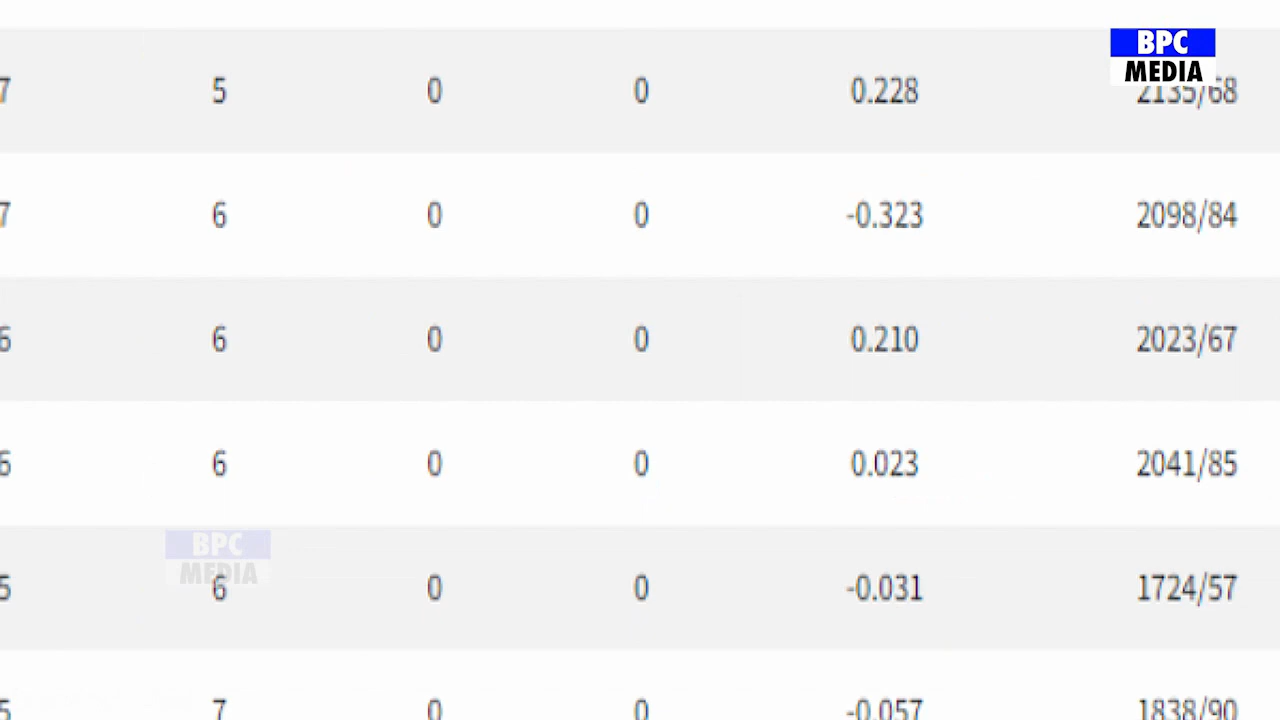 BPC
MEDIA
7 5 0 0 0.228 2135/68
7 6 0 0 -0.323 2098/84
6 6 0 0 0.210 2023/67
6 6 0 0 0.023 2041/85
BPC
MEDIA
5 6 0 0 -0.031 1724/57
5 7 0 0 -0.057 1838/90